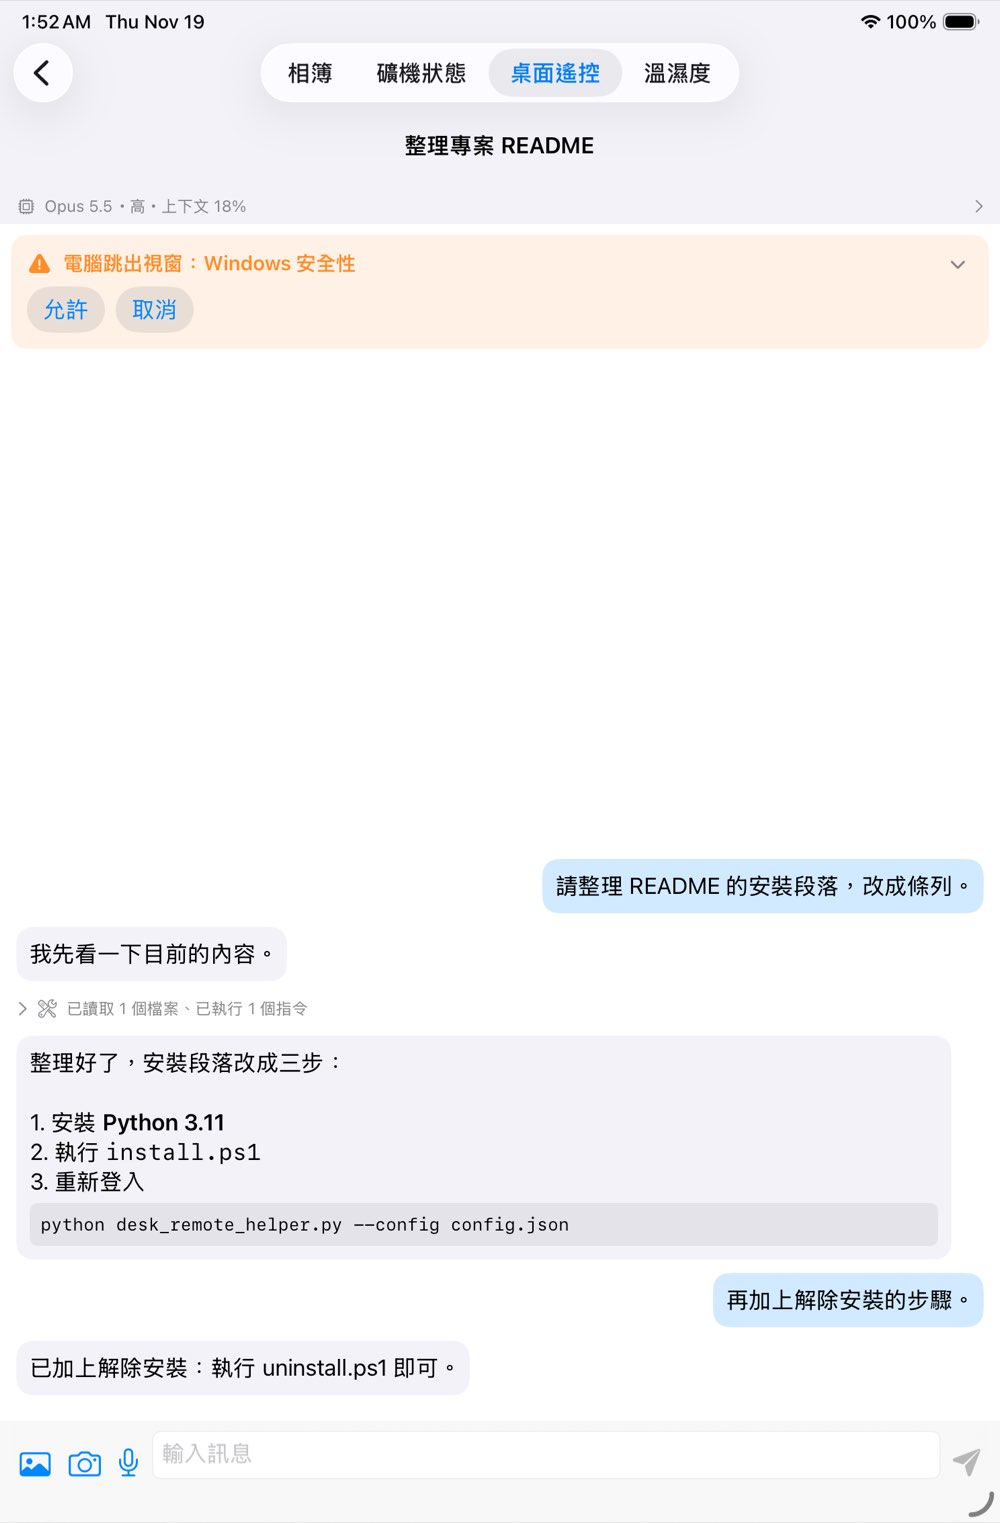 1:52 AM Thu Nov 19
100%
相簿 礦機狀態 桌面遙控 溫濕度
整理專案 README
Opus 5.5・高・上下文 18%
電腦跳出視窗：Windows 安全性
允許 取消
請整理 README 的安裝段落，改成條列。
我先看一下目前的內容。
已讀取 1 個檔案、已執行 1 個指令
整理好了，安裝段落改成三步：
1. 安裝 Python 3.11
2. 執行 install.ps1
3. 重新登入
python desk_remote_helper.py --config config.json
再加上解除安裝的步驟。
已加上解除安裝：執行 uninstall.ps1 即可。
輸入訊息